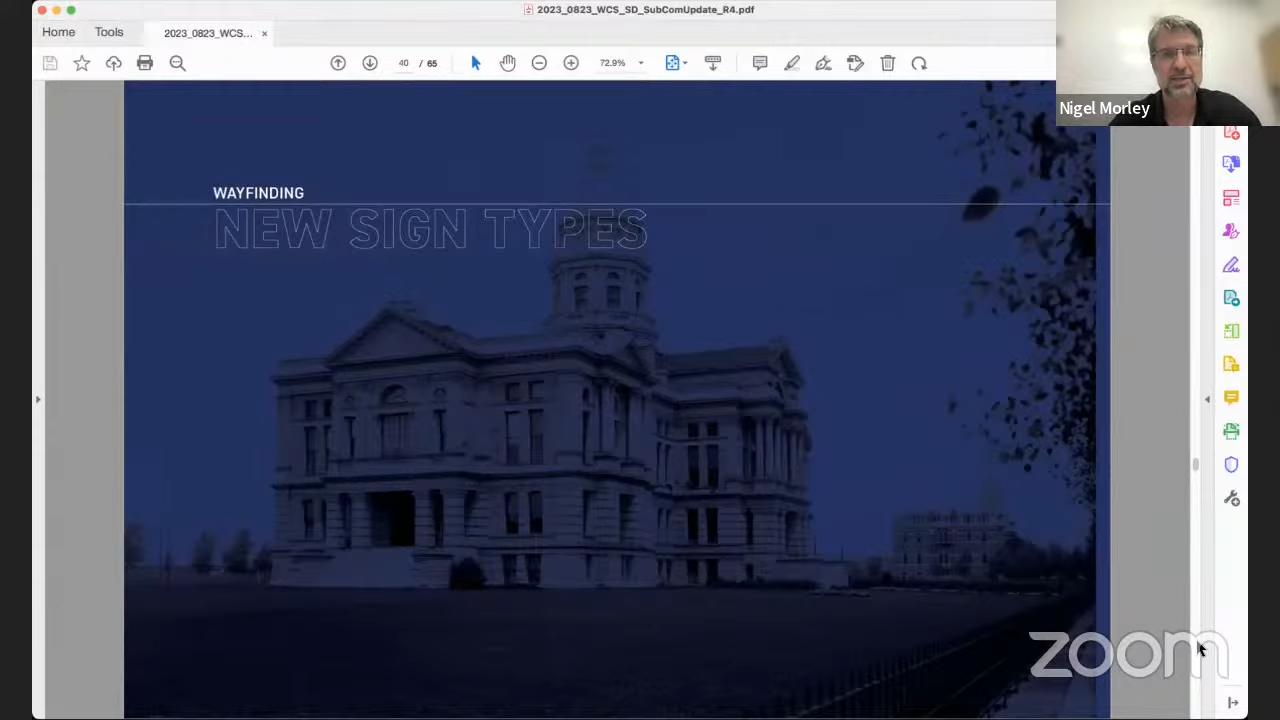 2023_0823_WCS_SD_SubComUpdate_R4.pdf
Home
Tools
2023_0823_WCS... ×
40 / 65
72.9%
Nigel Morley
WAYFINDING
NEW SIGN TYPES
zoom